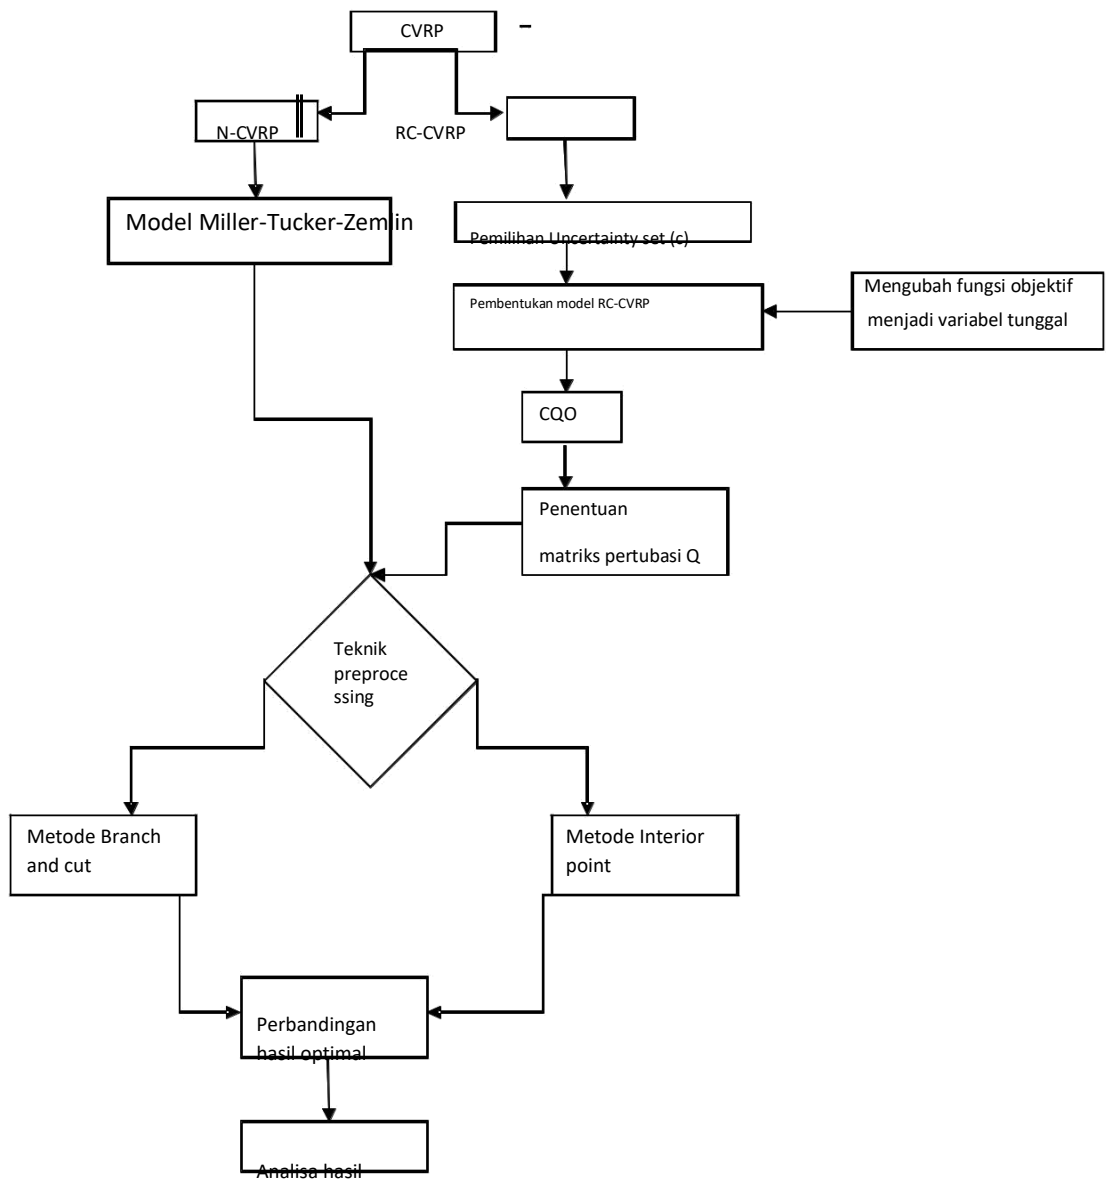 CVRP
N-CVRP
RC-CVRP
Model Miller-Tucker-Zemlin
Pemilihan Uncertainty set (c)
Pembentukan model RC-CVRP
Mengubah fungsi objektif
menjadi variabel tunggal
CQO
Penentuan
matriks pertubasi Q
Teknik
preproce
ssing
Metode Branch
and cut
Metode Interior
point
Perbandingan
hasil optimal
Analisa hasil